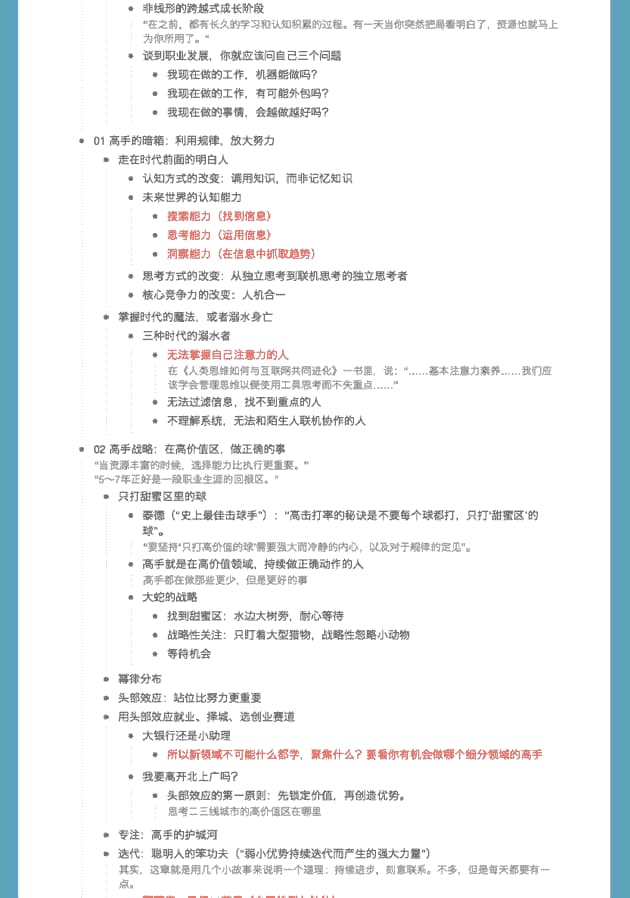 非线形的跨越式成长阶段
“在之前，都有长久的学习和认知积累的过程。有一天当你突然把局看明白了，资源也就马上
为你所用了。”
谈到职业发展，你就应该问自己三个问题
我现在做的工作，机器能做吗？
我现在做的工作，有可能外包吗？
我现在做的事情，会越做越好吗？
01 高手的暗箱：利用规律，放大努力
走在时代前面的明白人
认知方式的改变：调用知识，而非记忆知识
未来世界的认知能力
搜索能力（找到信息）
思考能力（运用信息）
洞察能力（在信息中抓取趋势）
思考方式的改变：从独立思考到联机思考的独立思考者
核心竞争力的改变：人机合一
掌握时代的魔法，或者溺水身亡
三种时代的溺水者
无法掌握自己注意力的人
在《人类思维如何与互联网共同进化》一书里，说：“……基本注意力素养……我们应
该学会管理思维以便使用工具思考而不失重点……”
无法过滤信息，找不到重点的人
不理解系统，无法和陌生人联机协作的人
02 高手战略：在高价值区，做正确的事
“当资源丰富的时候，选择能力比执行更重要。”
“5～7年正好是一段职业生涯的回报区。”
只打甜蜜区里的球
泰德（“史上最佳击球手”）：“高击打率的秘诀是不要每个球都打，只打‘甜蜜区’的
球”。
“要坚持‘只打高价值的球’需要强大而冷静的内心，以及对于规律的定见”。
高手就是在高价值领域，持续做正确动作的人
高手都在做那些更少，但是更好的事
大蛇的战略
找到甜蜜区：水边大树旁，耐心等待
战略性关注：只盯着大型猎物，战略性忽略小动物
等待机会
幂律分布
头部效应：站位比努力更重要
用头部效应就业、择城、选创业赛道
大银行还是小助理
所以新领域不可能什么都学，聚焦什么？要看你有机会做哪个细分领域的高手
我要离开北上广吗？
头部效应的第一原则：先锁定价值，再创造优势。
思考二三线城市的高价值区在哪里
专注：高手的护城河
迭代：聪明人的笨功夫（“弱小优势持续迭代而产生的强大力量”）
其实，这章就是用几个小故事来说明一个道理：持续进步，刻意联系。不多，但是每天都要有一
点。